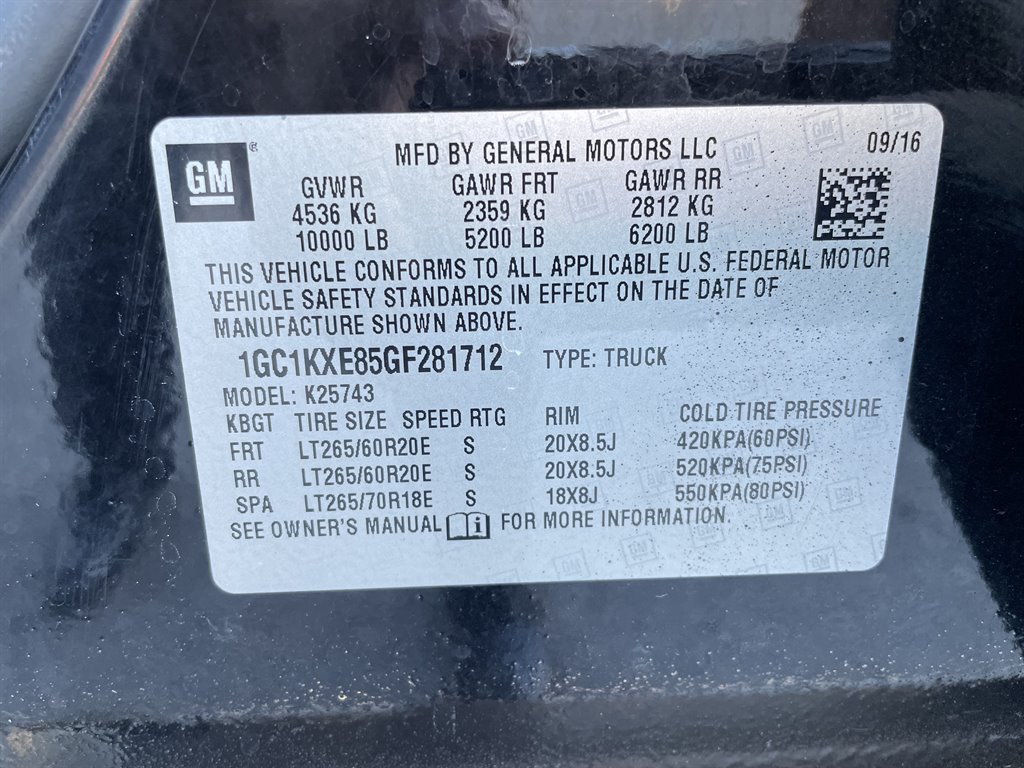 GM®
MFD BY GENERAL MOTORS LLC 09/16
GVWR GAWR FRT GAWR RR
4536 KG 2359 KG 2812 KG
10000 LB 5200 LB 6200 LB
THIS VEHICLE CONFORMS TO ALL APPLICABLE U.S. FEDERAL MOTOR
VEHICLE SAFETY STANDARDS IN EFFECT ON THE DATE OF
MANUFACTURE SHOWN ABOVE.
1GC1KXE85GF281712 TYPE: TRUCK
MODEL: K25743
KBGT TIRE SIZE SPEED RTG RIM COLD TIRE PRESSURE
FRT LT265/60R20E S 20X8.5J 420KPA(60PSI)
RR LT265/60R20E S 20X8.5J 520KPA(75PSI)
SPA LT265/70R18E S 18X8J 550KPA(80PSI)
SEE OWNER'S MANUAL i FOR MORE INFORMATION.